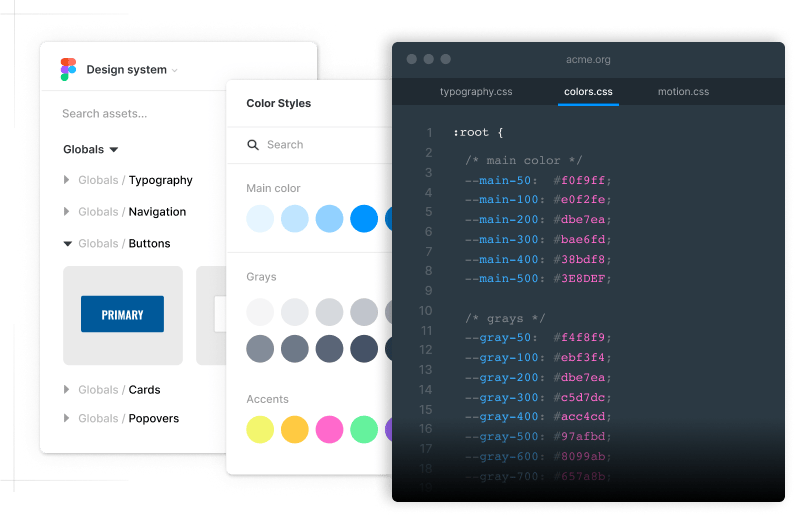 Design system
Search assets...
Globals
Globals / Typography
Globals / Navigation
Globals / Buttons
PRIMARY
Globals / Cards
Globals / Popovers
Color Styles
Search
Main color
Grays
Accents
acme.org
typography.css colors.css motion.css
1 :root {
2
/* main color */
3 --main-50: #f0f9ff;
4 --main-100: #e0f2fe;
5 --main-200: #dbe7ea;
6 --main-300: #bae6fd;
7 --main-400: #38bdf8;
8 --main-500: #3E8DEF;
9
10 /* grays */
11 --gray-50: #f4f8f9;
12 --gray-100: #ebf3f4;
13 --gray-200: #dbe7ea;
14 --gray-300: #c5d7dc;
15 --gray-400: #acc4cd;
16 --gray-500: #97afbd;
17 --gray-600: #8099ab;
18 --gray-700: #657a8b;
19